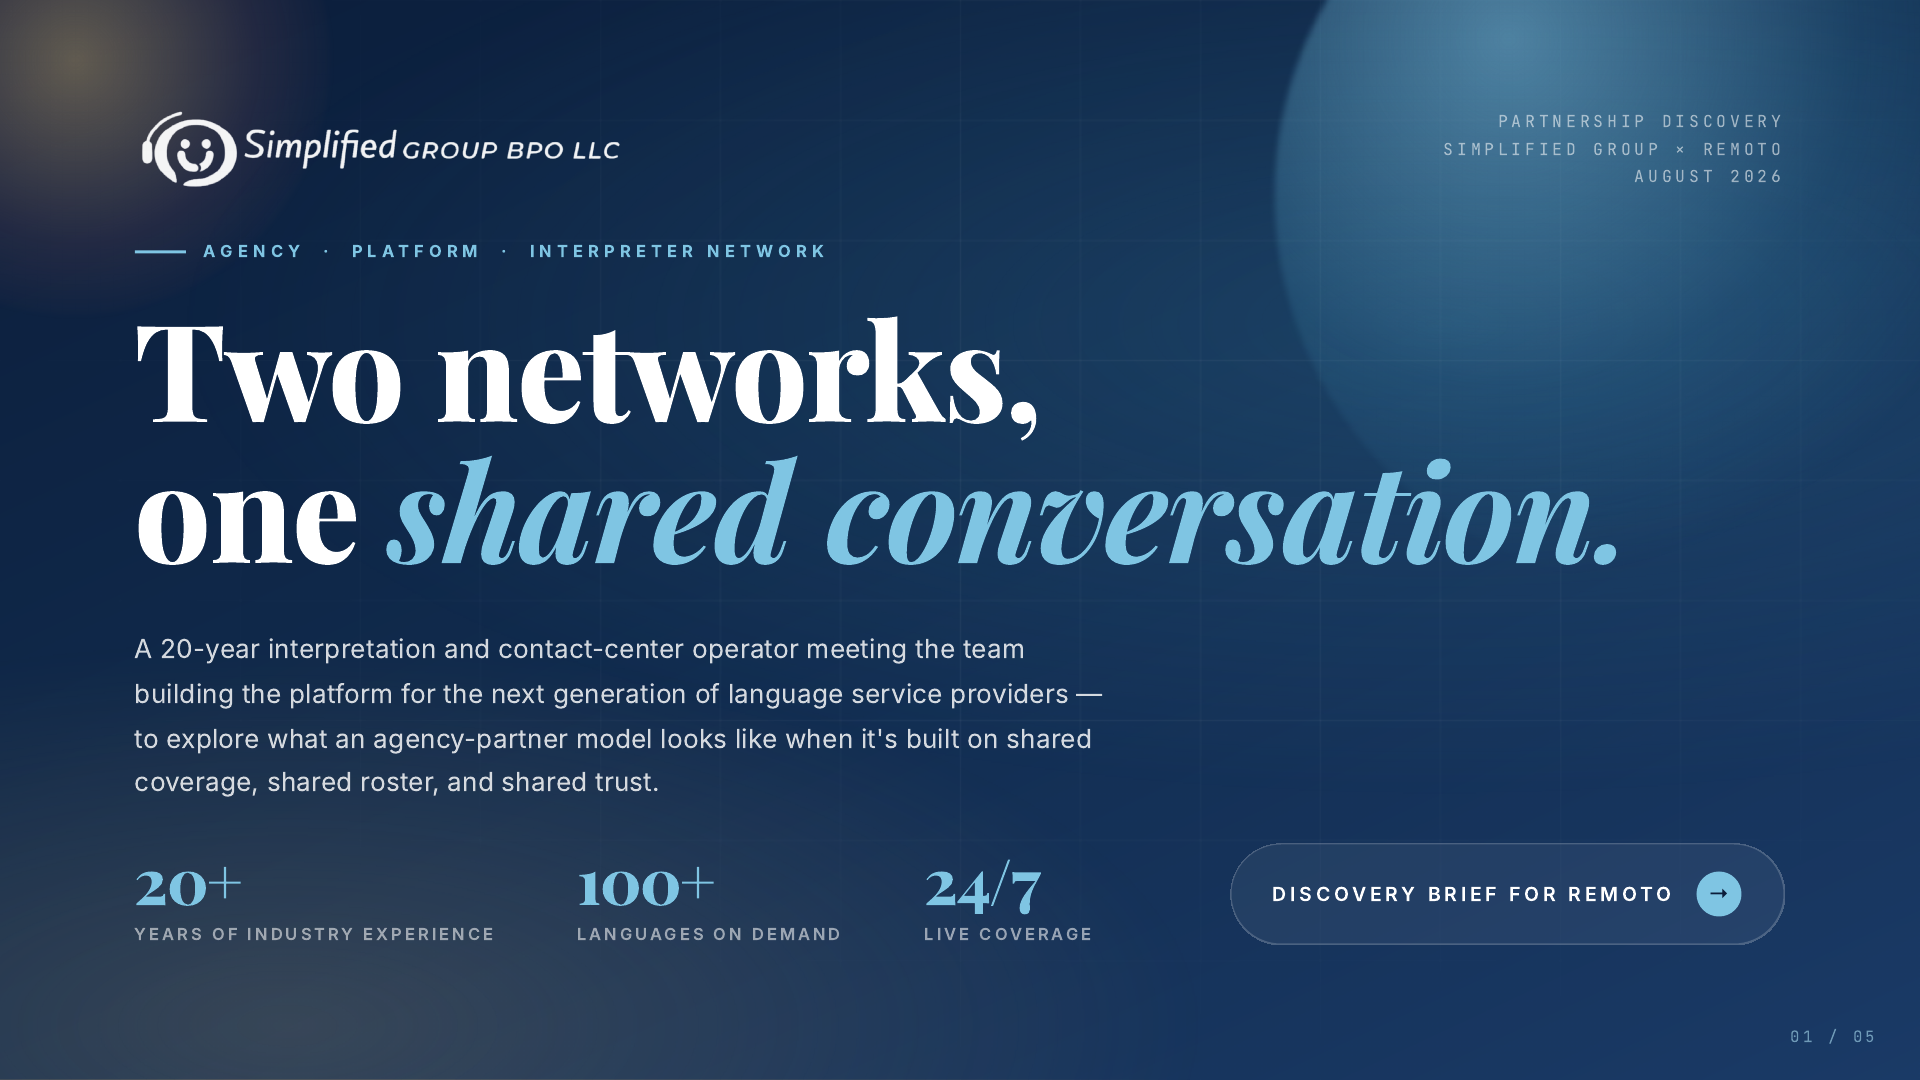 Simplified GROUP BPO LLC
PARTNERSHIP DISCOVERY
SIMPLIFIED GROUP × REMOTO
AUGUST 2026
AGENCY · PLATFORM · INTERPRETER NETWORK
Two networks,
one shared conversation.
A 20-year interpretation and contact-center operator meeting the team
building the platform for the next generation of language service providers —
to explore what an agency-partner model looks like when it's built on shared
coverage, shared roster, and shared trust.
20+
YEARS OF INDUSTRY EXPERIENCE
100+
LANGUAGES ON DEMAND
24/7
LIVE COVERAGE
DISCOVERY BRIEF FOR REMOTO →
01 / 05